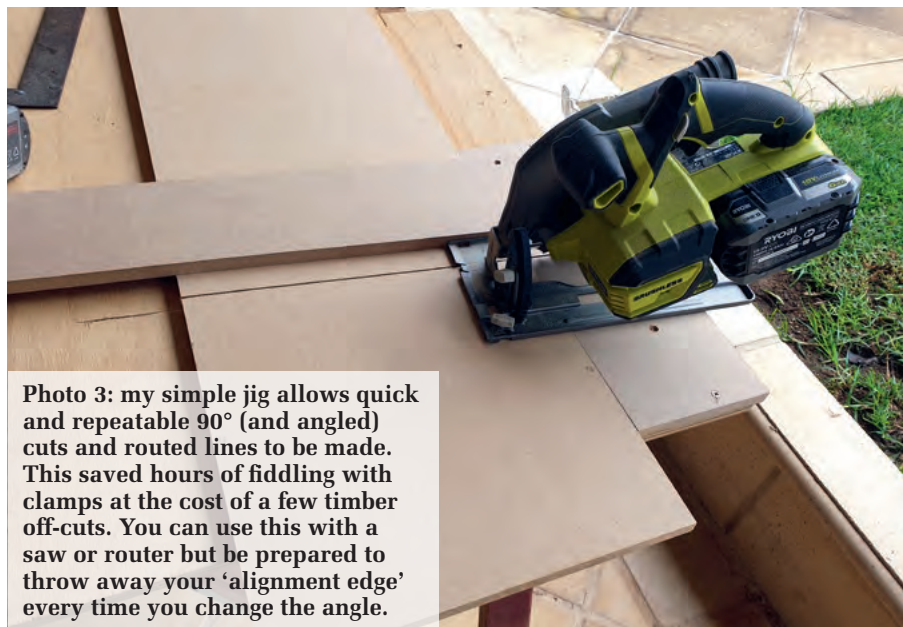 RYOBI
BRUSHLESS
Photo 3: my simple jig allows quick
and repeatable 90° (and angled)
cuts and routed lines to be made.
This saved hours of fiddling with
clamps at the cost of a few timber
off-cuts. You can use this with a
saw or router but be prepared to
throw away your ‘alignment edge’
every time you change the angle.